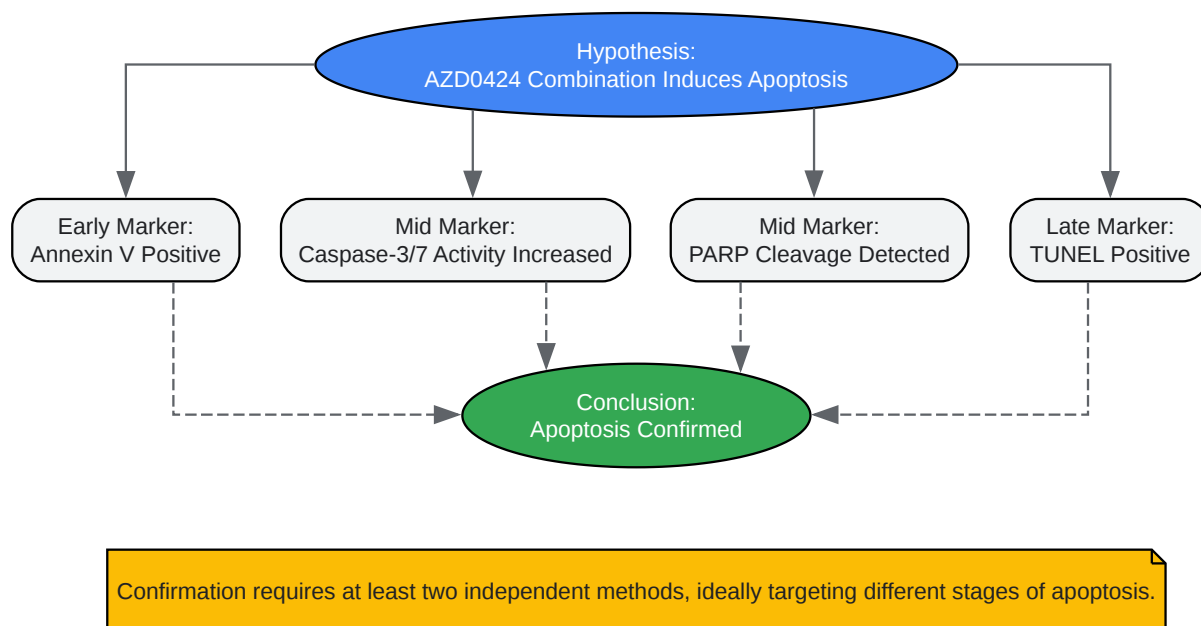 Hypothesis:
AZD0424 Combination Induces Apoptosis
Early Marker:
Annexin V Positive
Mid Marker:
Caspase-3/7 Activity Increased
Mid Marker:
PARP Cleavage Detected
Late Marker:
TUNEL Positive
Conclusion:
Apoptosis Confirmed
Confirmation requires at least two independent methods, ideally targeting different stages of apoptosis.